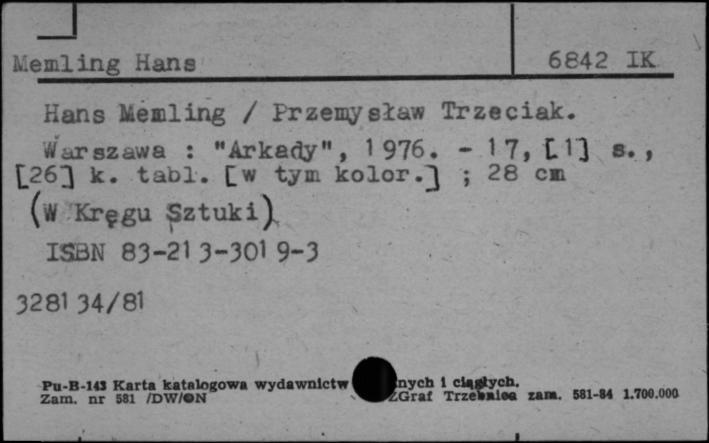 Memling Hans 6842 IK
Hans Memling / Przemysław Trzeciak.
Warszawa : "Arkady", 1976. - 17, [1] s.,
[26] k. tabl. [w tym kolor.] ; 28 cm
(W Kręgu Sztuki)
ISBN 83-213-3019-3
328134/81
Pu-B-143 Karta katalogowa wydawnictw nych i ciągłych.
Zam. nr 581 /DW/ON ZGraf Trzebnica zam. 581-84 1.700.000